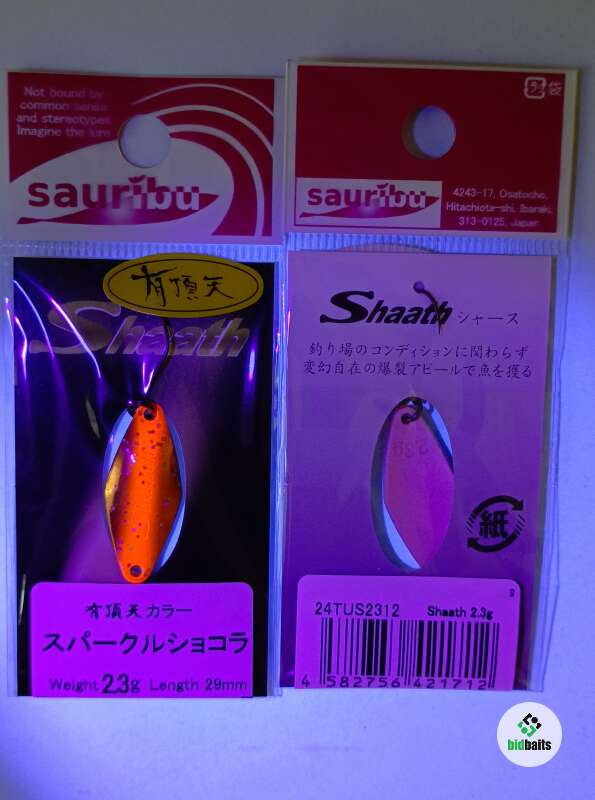 Not bound by
common sense
and stereotypes
Imagine the lure
sauribu
有頂天
Shaath
有頂天カラー
スパークルショコラ
Weight 2.3g Length 29mm
袋
sauribu
4243-17, Osatocho,
Hitachiota-shi, Ibaraki,
313-0125, Japan
Shaath シャース
釣り場のコンディションに関わらず
変幻自在の爆裂アピールで魚を獲る
2.3g
紙
9
24TUS2312 Shaath 2.3g
4 582756 421712
bidbaits